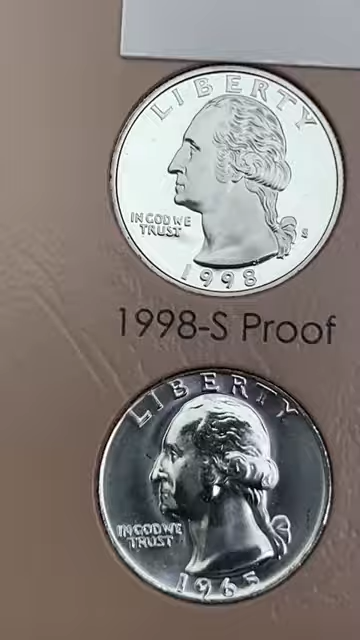 LIBERTY
IN GOD WE
TRUST
S
1998
1998-S Proof
LIBERTY
IN GOD WE
TRUST
1965